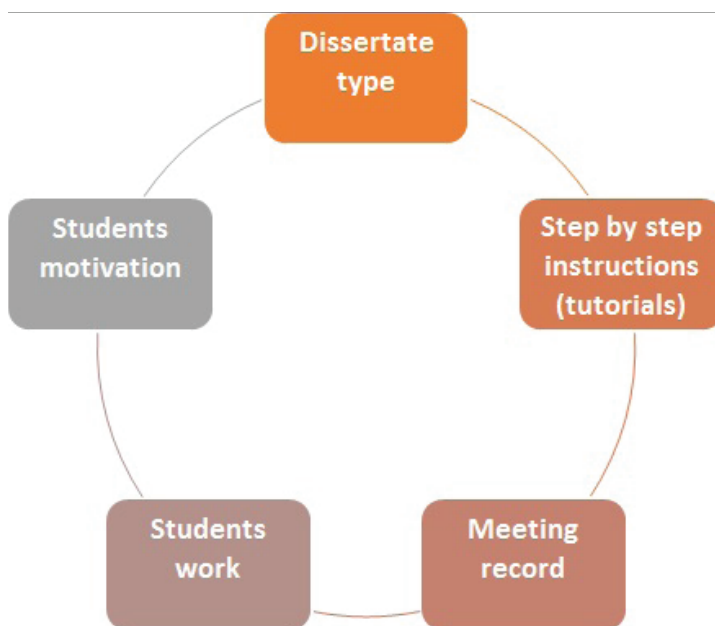 Dissertate
type
Step by step
instructions
(tutorials)
Meeting
record
Students
work
Students
motivation